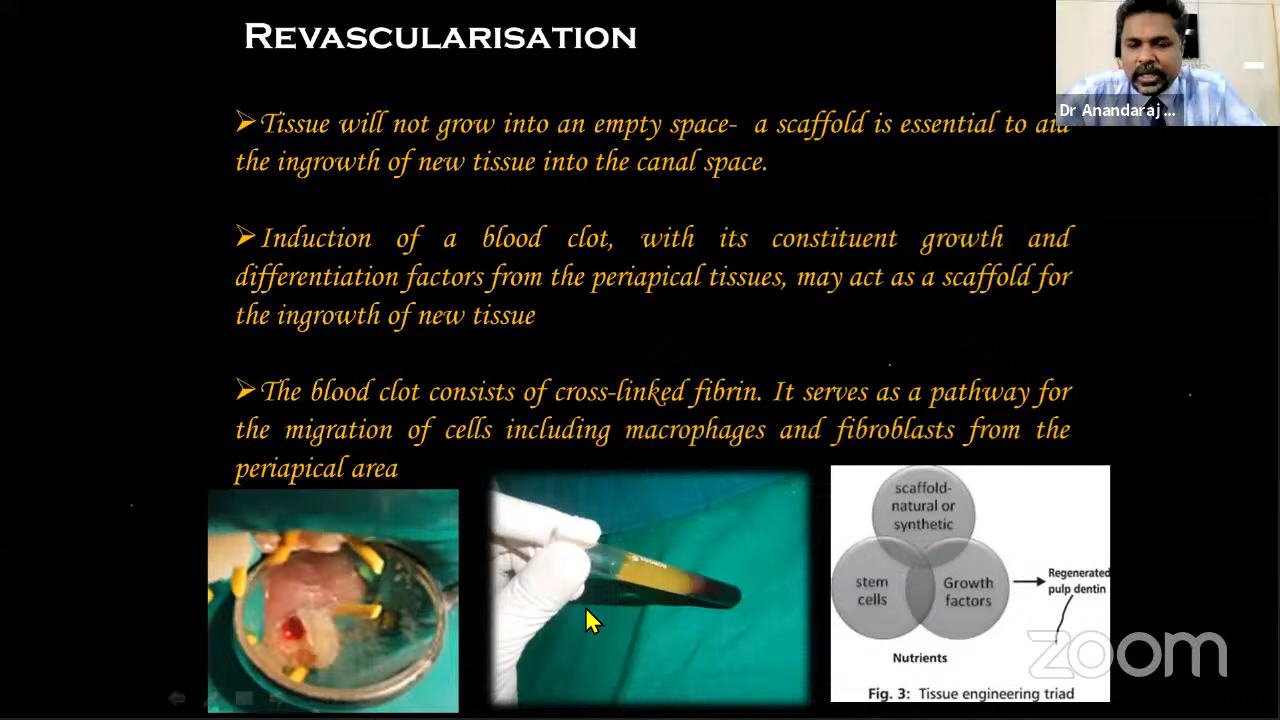 REVASCULARISATION
Dr Anandaraj ...
➤Tissue will not grow into an empty space- a scaffold is essential to aid
the ingrowth of new tissue into the canal space.
➤Induction of a blood clot, with its constituent growth and
differentiation factors from the periapical tissues, may act as a scaffold for
the ingrowth of new tissue
➤The blood clot consists of cross-linked fibrin. It serves as a pathway for
the migration of cells including macrophages and fibroblasts from the
periapical area
scaffold-
natural or
synthetic
stem
cells
Growth
factors
Regenerated
pulp dentin
Nutrients
zoom
Fig. 3: Tissue engineering triad